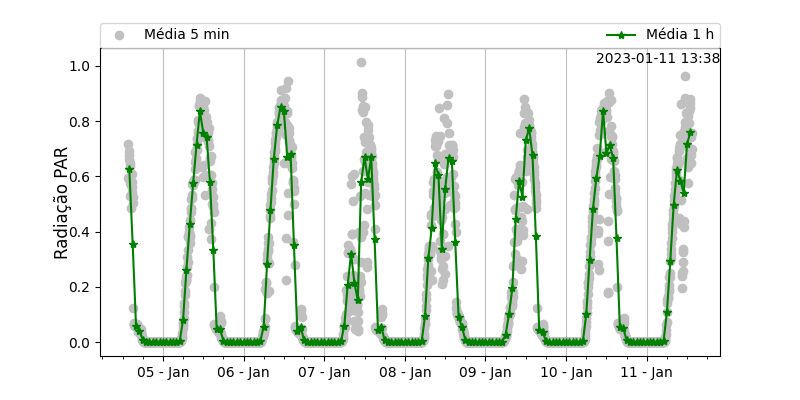 Média 5 min
Média 1 h
2023-01-11 13:38
Radiação PAR
1.0
0.8
0.6
0.4
0.2
0.0
05 - Jan
06 - Jan
07 - Jan
08 - Jan
09 - Jan
10 - Jan
11 - Jan